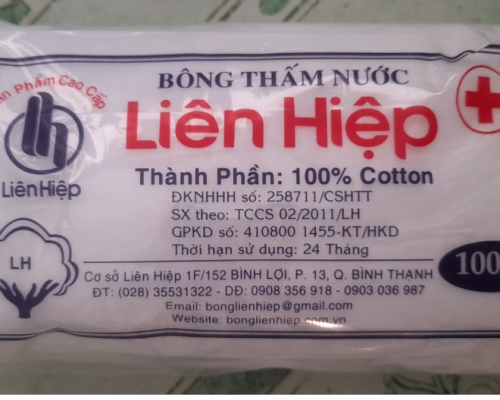 Sản Phẩm Cao Cấp
Liên Hiệp
LH
BÔNG THẤM NƯỚC
Liên Hiệp
Thành Phần: 100% Cotton
ĐKNHHH số: 258711/CSHTT
SX theo: TCCS 02/2011/LH
GPKD số: 410800 1455-KT/HKD
Thời hạn sử dụng: 24 Tháng
100
Cơ sở Liên Hiệp 1F/152 BÌNH LỢI, P. 13, Q. BÌNH THẠNH
ĐT: (028) 35531322 - DĐ: 0908 356 918 - 0903 036 987
Email: bonglienhiep@gmail.com
Website: bonglienhiep.com.vn